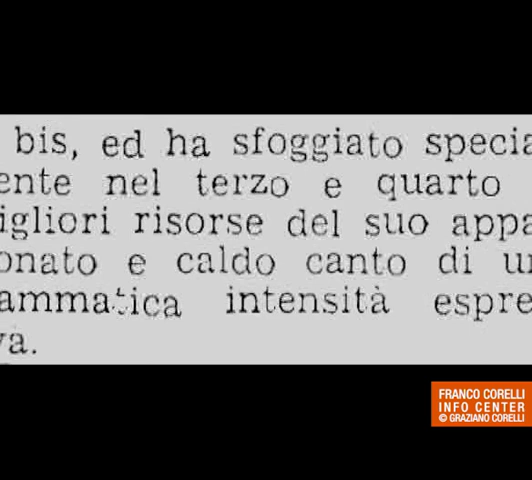 bis, ed ha sfoggiato specia
ente nel terzo e quarto
igliori risorse del suo appa
onato e caldo canto di u
ammatica intensità espre
va.
FRANCO CORELLI
INFO CENTER
© GRAZIANO CORELLI